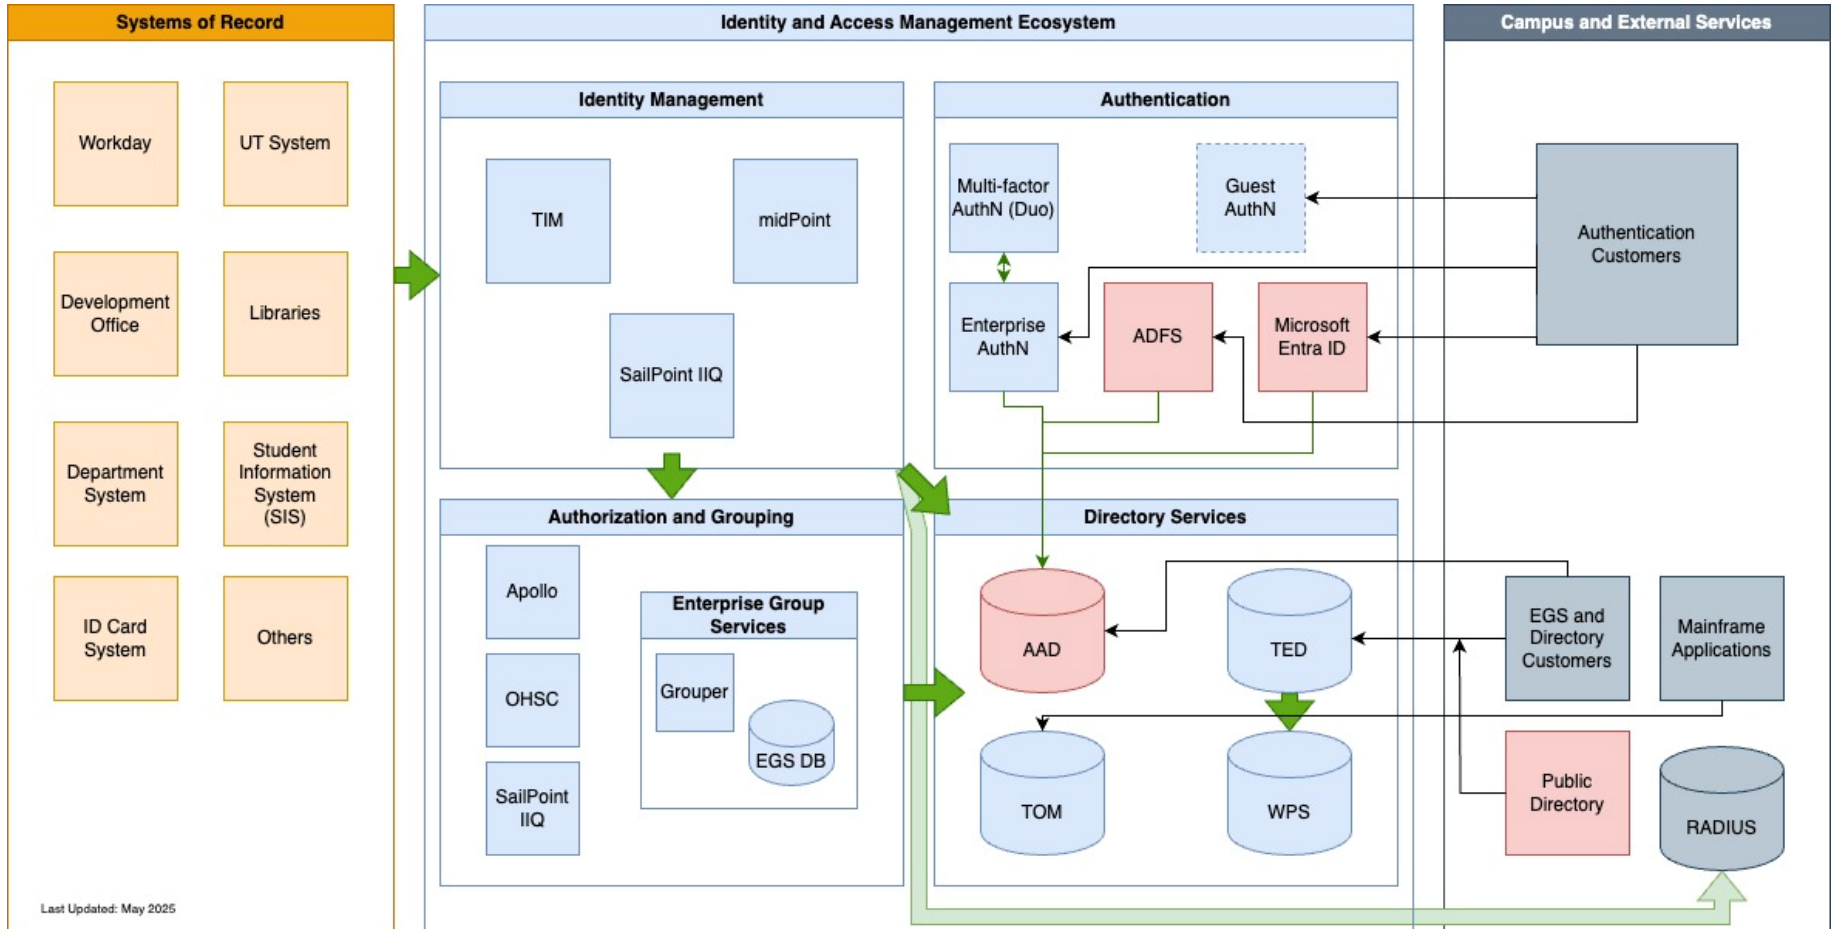 Systems of Record
Workday
UT System
Development
Office
Libraries
Department
System
Student
Information
System
(SIS)
ID Card
System
Others
Last Updated: May 2025
Identity and Access Management Ecosystem
Identity Management
TIM
midPoint
SailPoint IIQ
Authentication
Multi-factor
AuthN (Duo)
Guest
AuthN
Enterprise
AuthN
ADFS
Microsoft
Entra ID
Authorization and Grouping
Apollo
OHSC
SailPoint
IIQ
Enterprise Group
Services
Grouper
EGS DB
Directory Services
AAD
TED
TOM
WPS
Campus and External Services
Authentication
Customers
EGS and
Directory
Customers
Mainframe
Applications
Public
Directory
RADIUS